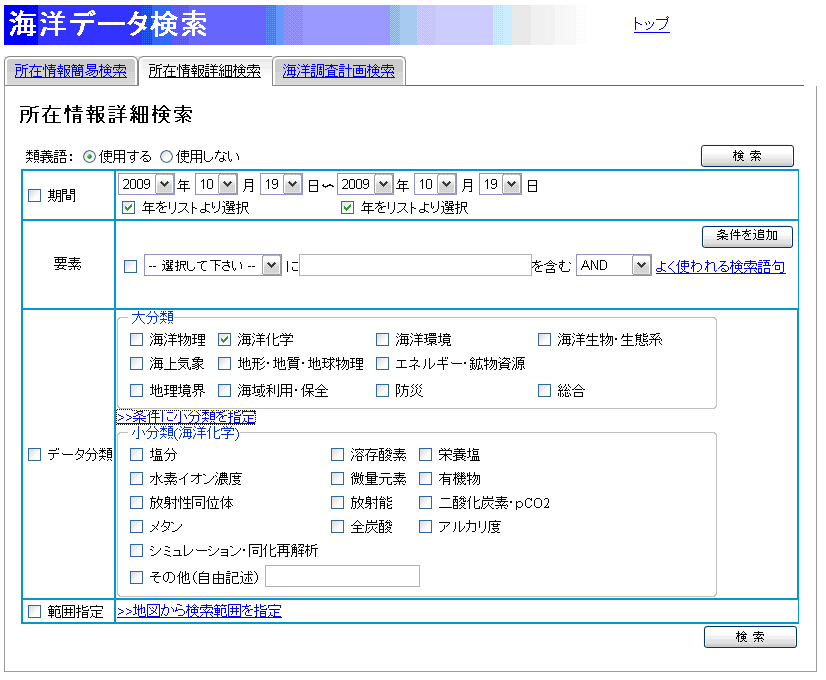 海洋データ検索
トップ
所在情報簡易検索 所在情報詳細検索 海洋調査計画検索
所在情報詳細検索
類義語: 使用する 使用しない 検 索
期間 2009 年 10 月 19 日 ~ 2009 年 10 月 19 日
年をリストより選択 年をリストより選択
条件を追加
要素 -- 選択して下さい -- に を含む AND よく使われる検索語句
大分類
海洋物理 海洋化学 海洋環境 海洋生物・生態系
海上気象 地形・地質・地球物理 エネルギー・鉱物資源
地理境界 海域利用・保全 防災 総合
>>条件に小分類を指定
小分類(海洋化学)
データ分類 塩分 溶存酸素 栄養塩
水素イオン濃度 微量元素 有機物
放射性同位体 放射能 二酸化炭素・pCO2
メタン 全炭酸 アルカリ度
シミュレーション・同化再解析
その他(自由記述)
範囲指定 >>地図から検索範囲を指定
検 索